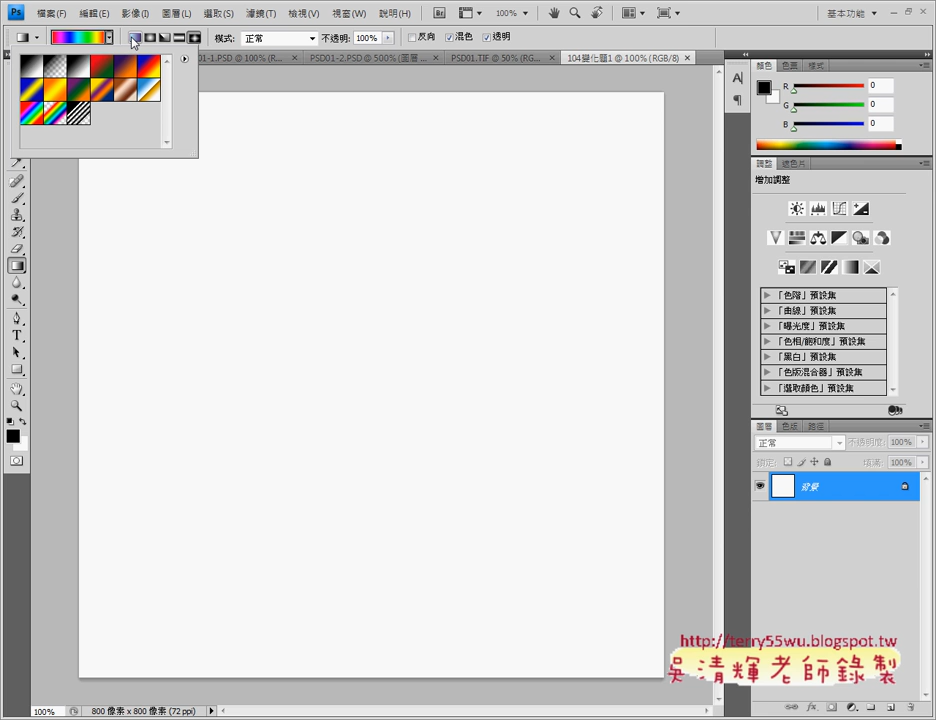 Ps 檔案(F) 編輯(E) 影像(I) 圖層(L) 選取(S) 濾鏡(T) 檢視(V) 視窗(W) 說明(H) Br 100% 基本功能
模式: 正常 不透明: 100% 反向 混色 透明
01-1.PSD @ 100% (R... PSD01-2.PSD @ 500% (圖層 ... PSD01.TIF @ 50% (RG... 104變化題1 @ 100% (RGB/8)
顏色 色票 樣式
R 0
G 0
B 0
調整 遮色片
增加調整
「色階」預設集
「曲線」預設集
「曝光度」預設集
「色相/飽和度」預設集
「黑白」預設集
「色版混合器」預設集
「選取顏色」預設集
圖層 色版 路徑
正常 不透明度: 100%
鎖定: 填滿: 100%
背景
http://terry55wu.blogspot.tw
吳清輝老師錄製
100% 800 像素 x 800 像素 (72 ppi)